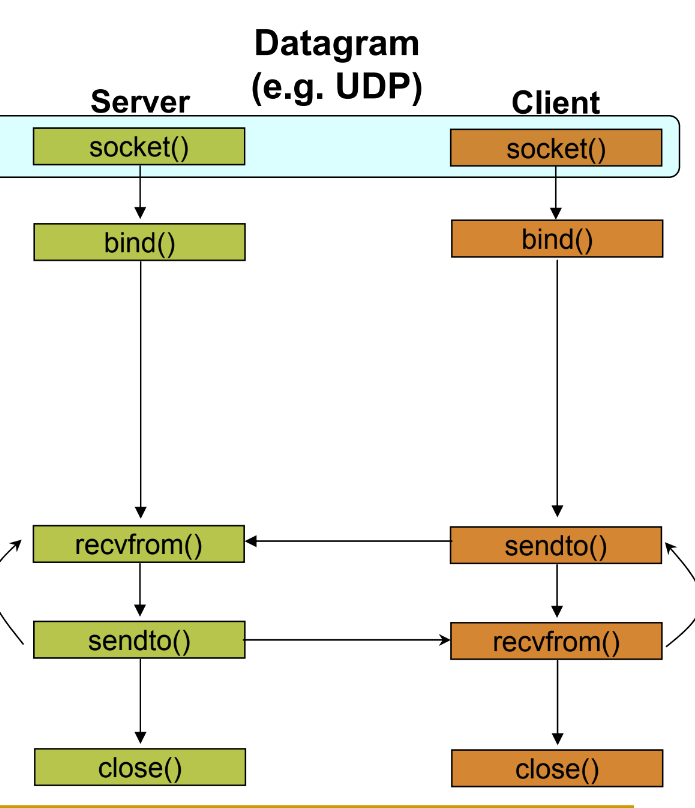 Datagram
(e.g. UDP)
Server
Client
socket()
socket()
bind()
bind()
recvfrom()
sendto()
sendto()
recvfrom()
close()
close()